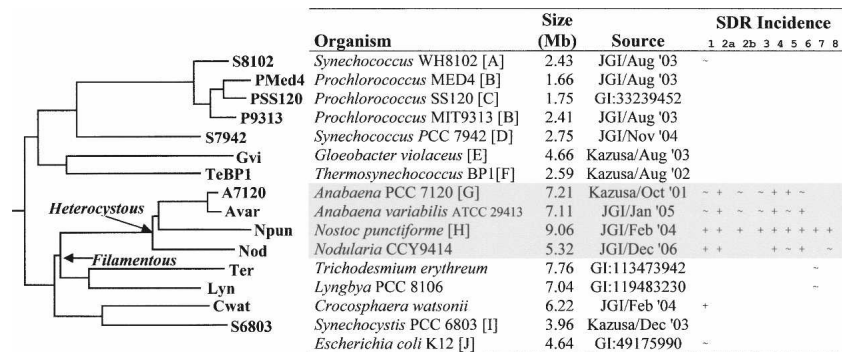 Size SDR Incidence
Organism (Mb) Source 1 2a 2b 3 4 5 6 7 8
S8102 Synechococcus WH8102 [A] 2.43 JGI/Aug '03 ~
PMed4 Prochlorococcus MED4 [B] 1.66 JGI/Aug '03
PSS120 Prochlorococcus SS120 [C] 1.75 GI:33239452
P9313 Prochlorococcus MIT9313 [B] 2.41 JGI/Aug '03
S7942 Synechococcus PCC 7942 [D] 2.75 JGI/Nov '04
Gvi Gloeobacter violaceus [E] 4.66 Kazusa/Aug '03
TeBP1 Thermosynechococcus BP1[F] 2.59 Kazusa/Aug '02
A7120 Anabaena PCC 7120 [G] 7.21 Kazusa/Oct '01 ~ + ~ ~ + + ~
Heterocystous Avar Anabaena variabilis ATCC 29413 7.11 JGI/Jan '05 ~ + ~ ~ + ~ +
Npun Nostoc punctiforme [H] 9.06 JGI/Feb '04 + + + + + + + + +
Nod Nodularia CCY9414 5.32 JGI/Dec '06 + + + ~ + ~
Filamentous
Ter Trichodesmium erythreum 7.76 GI:113473942 ~
Lyn Lyngbya PCC 8106 7.04 GI:119483230 ~
Cwat Crocosphaera watsonii 6.22 JGI/Feb '04 +
S6803 Synechocystis PCC 6803 [I] 3.96 Kazusa/Dec '03
Escherichia coli K12 [J] 4.64 GI:49175990 ~